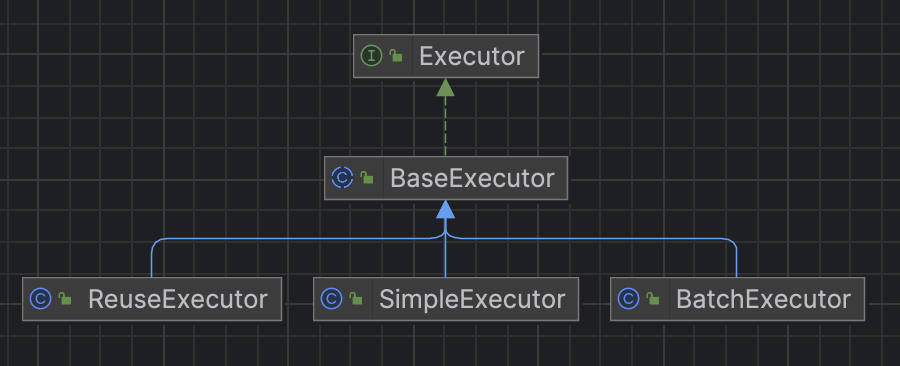 I Executor
C BaseExecutor
C ReuseExecutor
C SimpleExecutor
C BatchExecutor